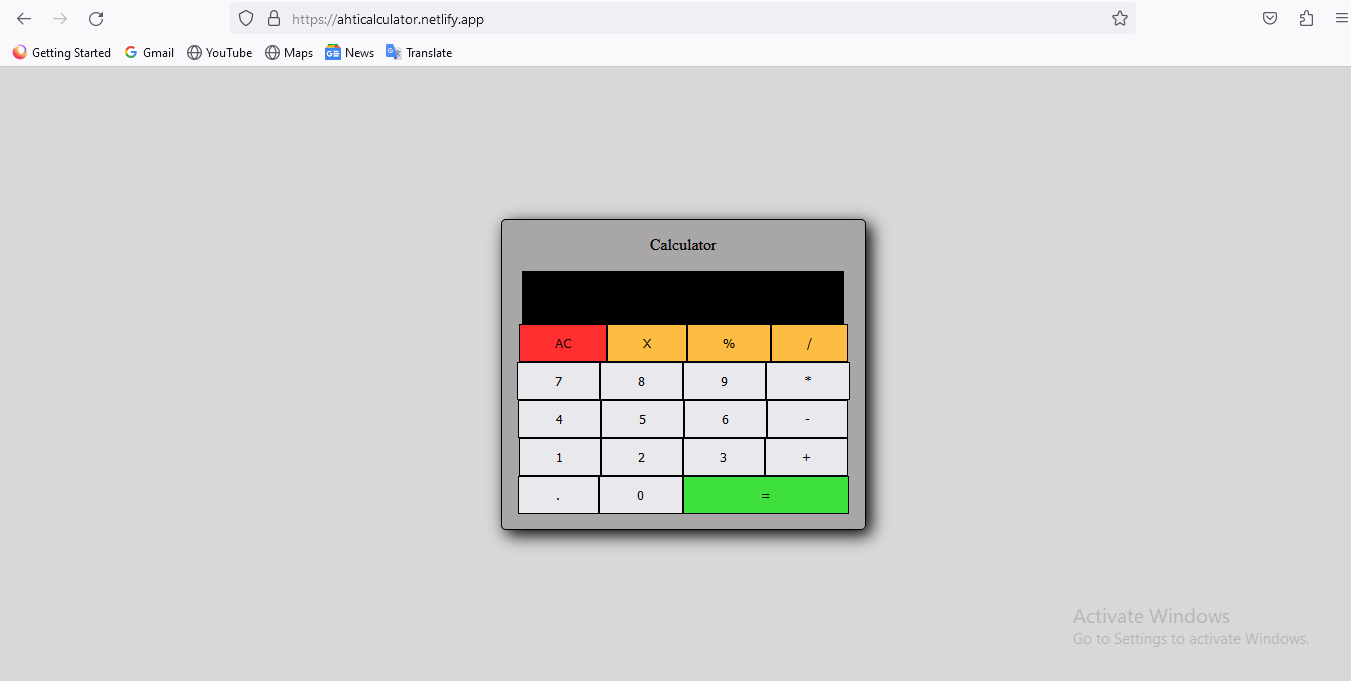 https://ahticalculator.netlify.app
Getting Started Gmail YouTube Maps News Translate
Calculator
AC X % /
7 8 9 *
4 5 6 -
1 2 3 +
. 0 =
Activate Windows
Go to Settings to activate Windows.